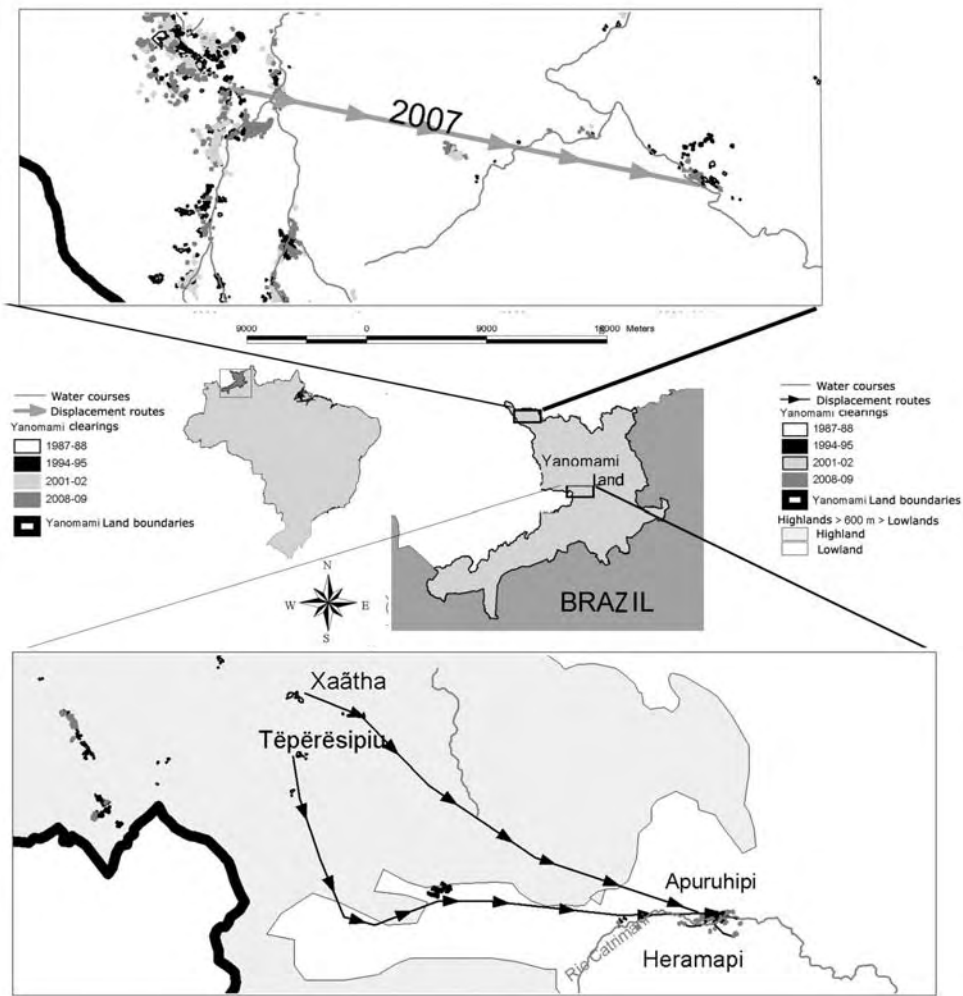 2007
9000 0 9000 18000 Meters
Water courses
Displacement routes
Yanomami clearings
1987-88
1994-95
2001-02
2008-09
Yanomami Land boundaries
Yanomami
Land
BRAZIL
N
W E
S
Water courses
Displacement routes
Yanomami clearings
1987-88
1994-95
2001-02
2008-09
Yanomami Land boundaries
Highlands > 600 m > Lowlands
Highland
Lowland
Xaãtha
Tëpërësipiu
Apuruhipi
Rio Catrimani
Heramapi